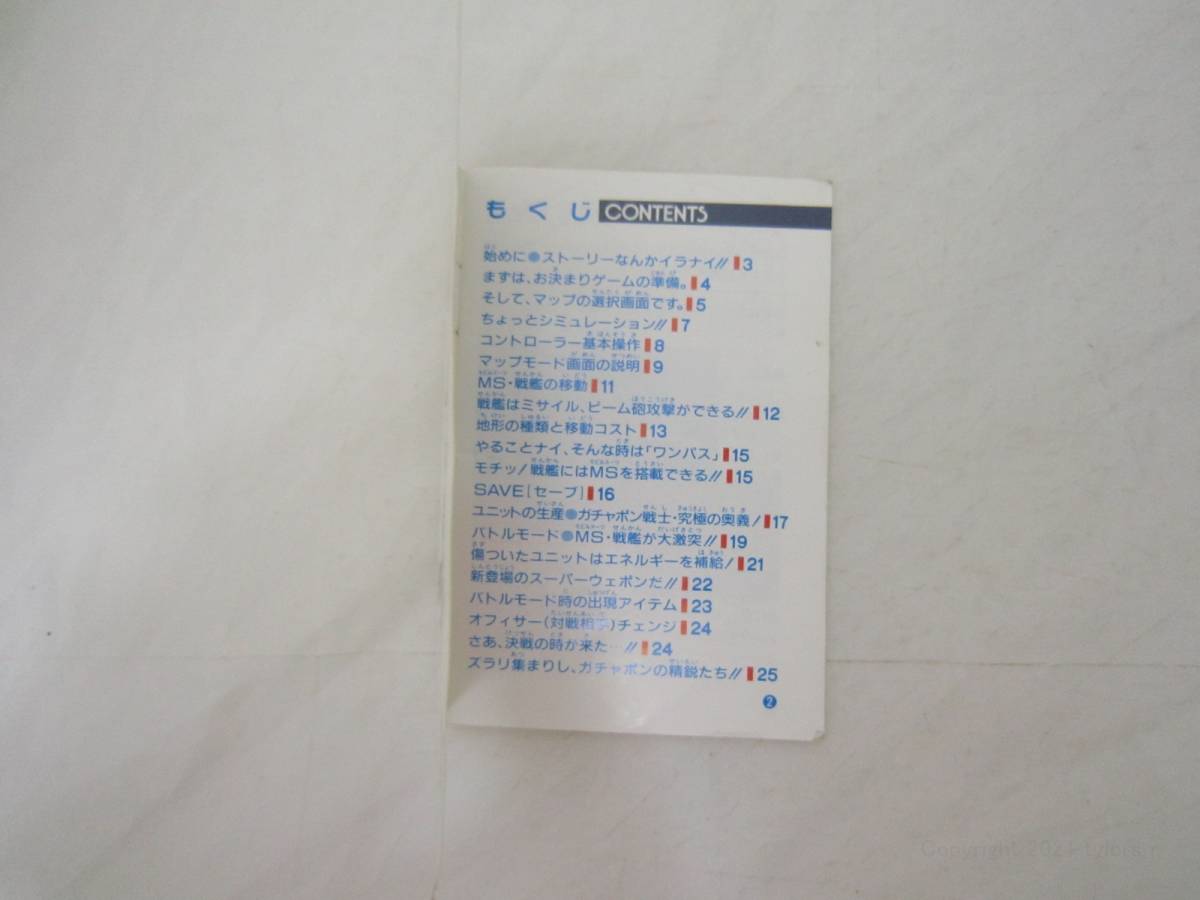 もくじ CONTENTS
始めに●ストーリーなんかイラナイ!! 3
まずは、お決まりゲームの準備。 4
そして、マップの選択画面です。 5
ちょっとシミュレーション!! 7
コントローラー基本操作 8
マップモード画面の説明 9
MS・戦艦の移動 11
戦艦はミサイル、ビーム砲攻撃ができる!! 12
地形の種類と移動コスト 13
やることナイ、そんな時は「ワンパス」 15
モチッ!戦艦にはMSを搭載できる!! 15
SAVE[セーブ] 16
ユニットの生産●ガチャポン戦士・究極の奥義! 17
バトルモード●MS・戦艦が大激突!! 19
傷ついたユニットはエネルギーを補給! 21
新登場のスーパーウェポンだ!! 22
バトルモード時の出現アイテム 23
オフィサー(対戦相手)チェンジ 24
さあ、決戦の時が来た…!! 24
ズラリ集まりし、ガチャポンの精鋭たち!! 25
2
Copyright 2021